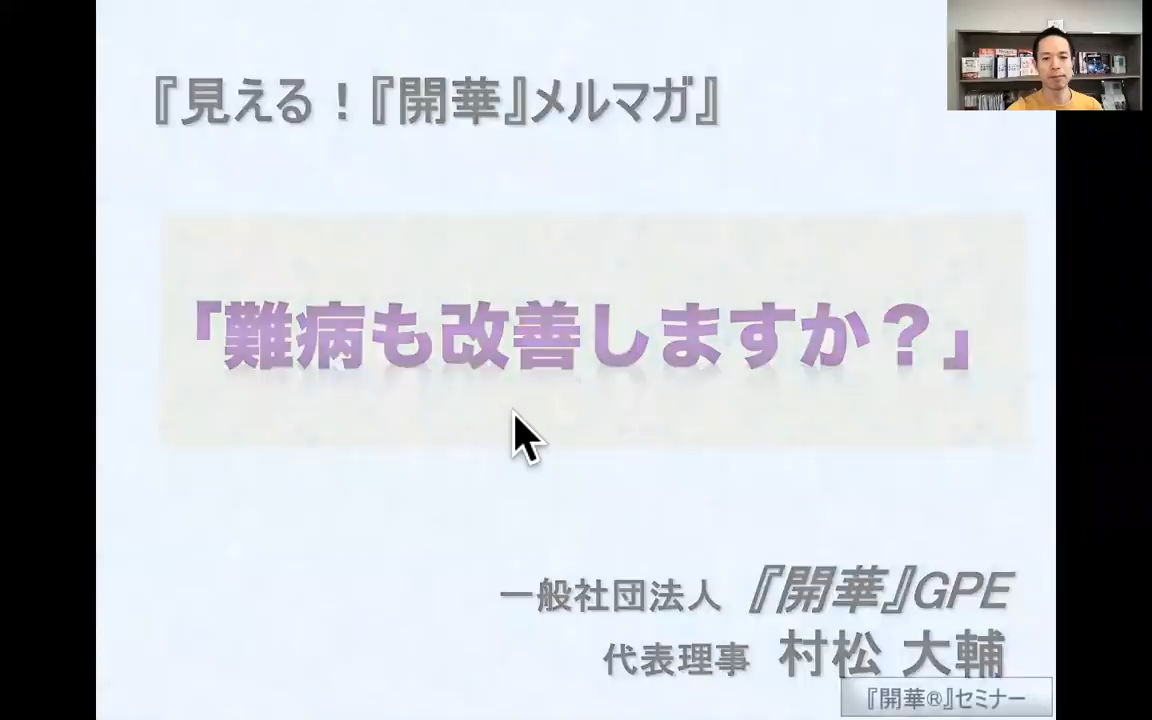 『見える！『開華』メルマガ』
「難病も改善しますか？」
一般社団法人 『開華』GPE
代表理事 村松 大輔
『開華®』セミナー